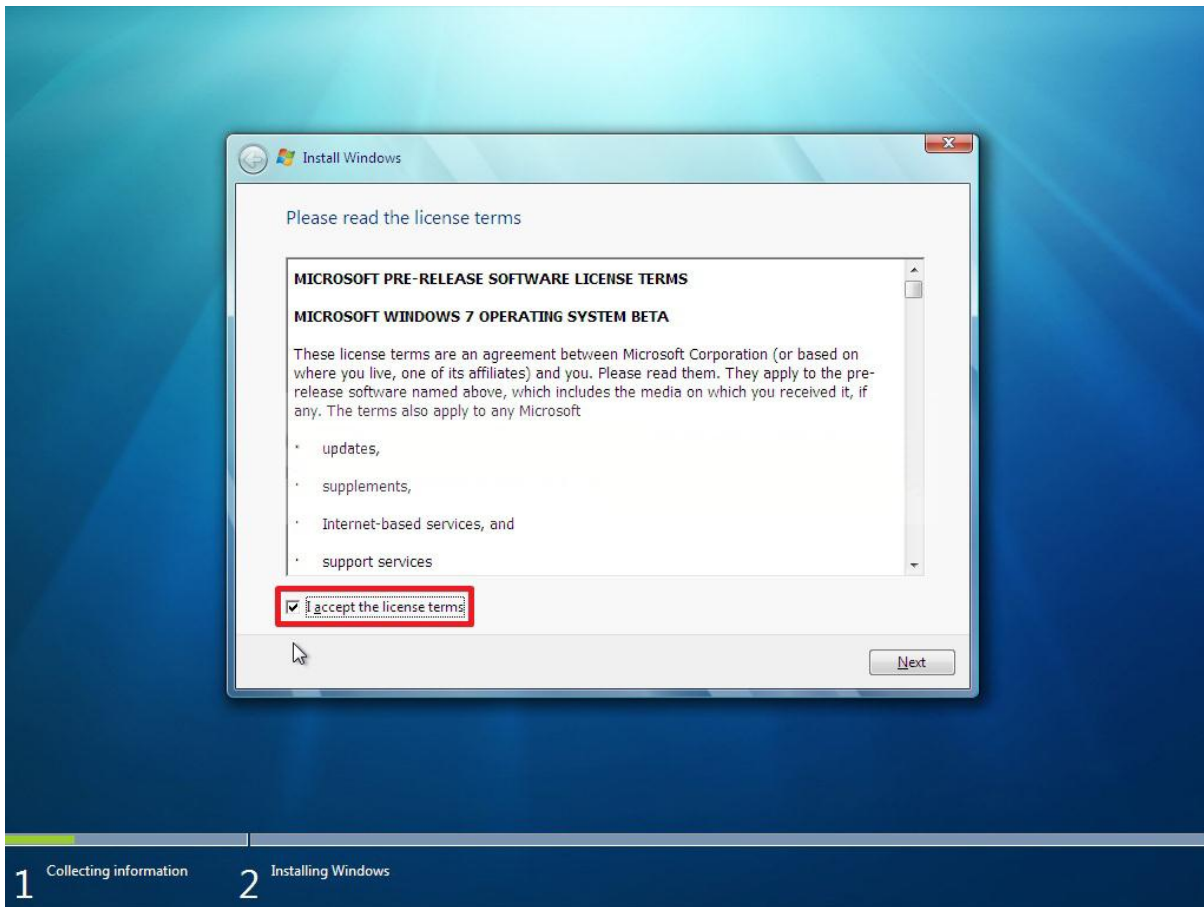 Install Windows
Please read the license terms
MICROSOFT PRE-RELEASE SOFTWARE LICENSE TERMS
MICROSOFT WINDOWS 7 OPERATING SYSTEM BETA
These license terms are an agreement between Microsoft Corporation (or based on
where you live, one of its affiliates) and you. Please read them. They apply to the pre-
release software named above, which includes the media on which you received it, if
any. The terms also apply to any Microsoft
· updates,
· supplements,
· Internet-based services, and
· support services
I accept the license terms
Next
1 Collecting information
2 Installing Windows